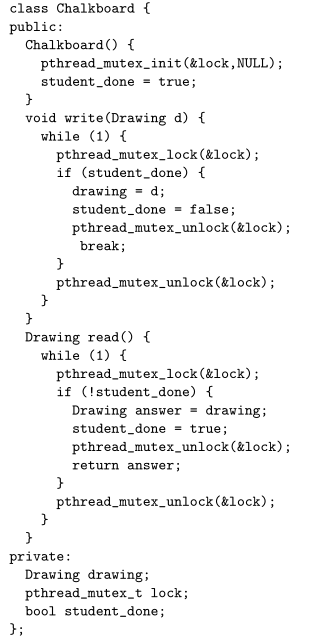 class Chalkboard {
public:
  Chalkboard() {
    pthread_mutex_init(&lock,NULL);
    student_done = true;
  }
  void write(Drawing d) {
    while (1) {
      pthread_mutex_lock(&lock);
      if (student_done) {
        drawing = d;
        student_done = false;
        pthread_mutex_unlock(&lock);
         break;
      }
      pthread_mutex_unlock(&lock);
    }
  }
  Drawing read() {
    while (1) {
      pthread_mutex_lock(&lock);
      if (!student_done) {
        Drawing answer = drawing;
        student_done = true;
        pthread_mutex_unlock(&lock);
        return answer;
      }
      pthread_mutex_unlock(&lock);
    }
  }
private:
  Drawing drawing;
  pthread_mutex_t lock;
  bool student_done;
};